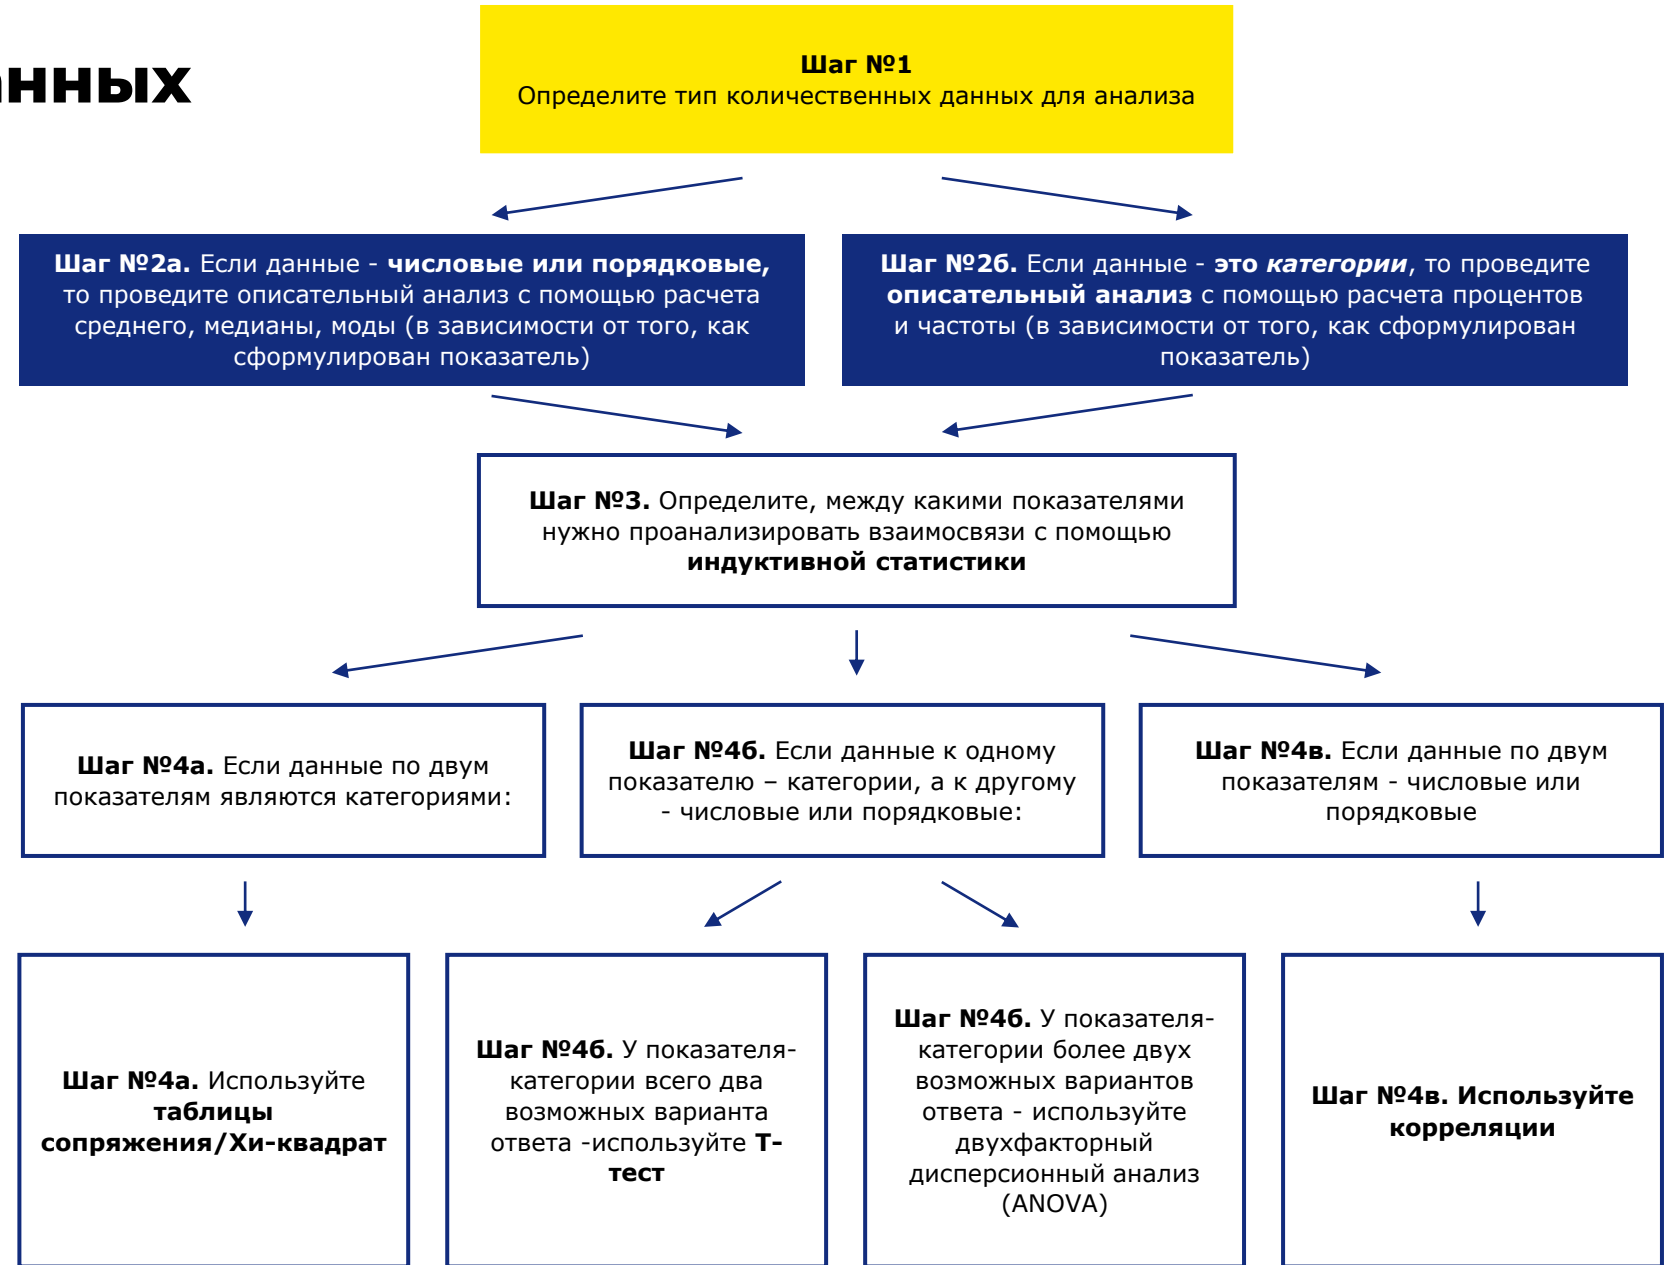 анных
Шаг №1
Определите тип количественных данных для анализа
Шаг №2а. Если данные - числовые или порядковые,
то проведите описательный анализ с помощью расчета
среднего, медианы, моды (в зависимости от того, как
сформулирован показатель)
Шаг №2б. Если данные - это категории, то проведите
описательный анализ с помощью расчета процентов
и частоты (в зависимости от того, как сформулирован
показатель)
Шаг №3. Определите, между какими показателями
нужно проанализировать взаимосвязи с помощью
индуктивной статистики
Шаг №4а. Если данные по двум
показателям являются категориями:
Шаг №4б. Если данные к одному
показателю – категории, а к другому
- числовые или порядковые:
Шаг №4в. Если данные по двум
показателям - числовые или
порядковые
Шаг №4а. Используйте
таблицы
сопряжения/Хи-квадрат
Шаг №4б. У показателя-
категории всего два
возможных варианта
ответа -используйте Т-
тест
Шаг №4б. У показателя-
категории более двух
возможных вариантов
ответа - используйте
двухфакторный
дисперсионный анализ
(ANOVA)
Шаг №4в. Используйте
корреляции